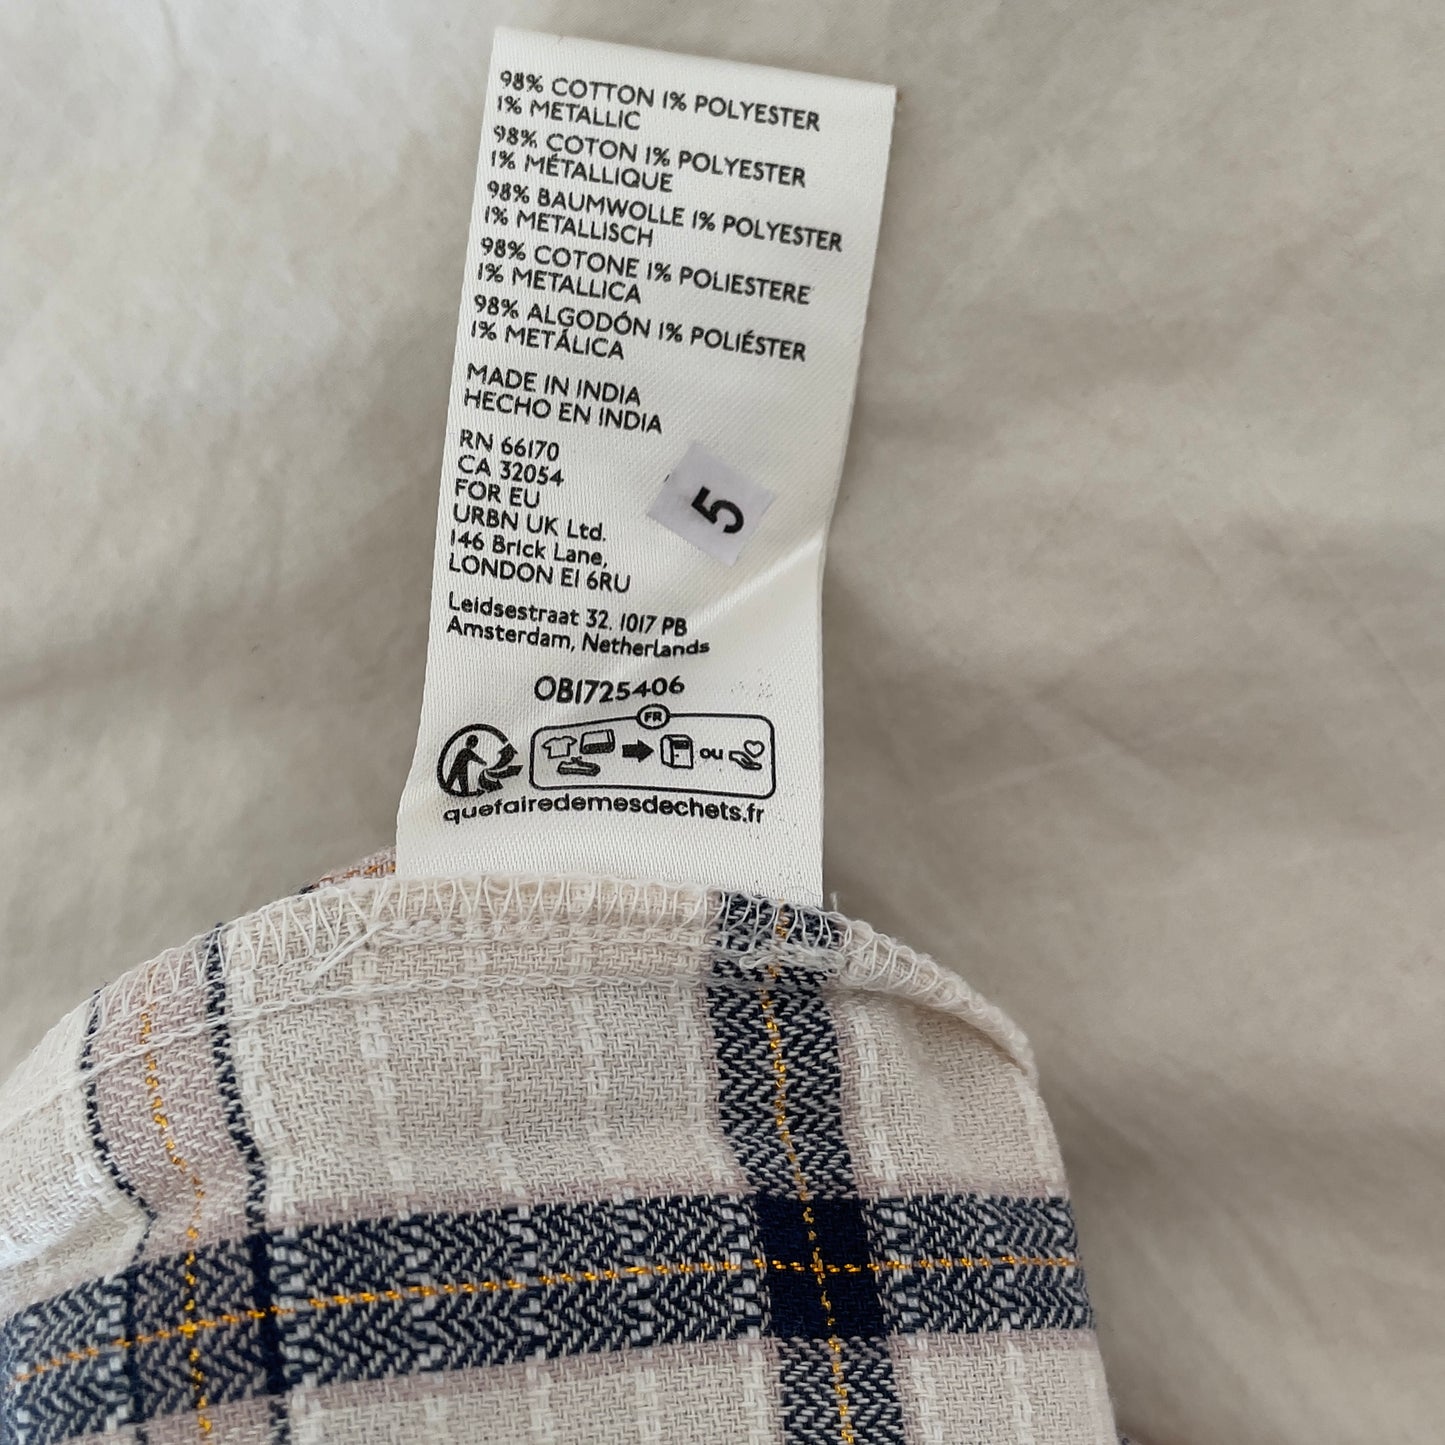 98% COTTON 1% POLYESTER
1% METALLIC
98% COTON 1% POLYESTER
1% MÉTALLIQUE
98% BAUMWOLLE 1% POLYESTER
1% METALLISCH
98% COTONE 1% POLIESTERE
1% METALLICA
98% ALGODÓN 1% POLIÉSTER
1% METÁLICA
MADE IN INDIA
HECHO EN INDIA
RN 66170
CA 32054
FOR EU
URBN UK Ltd.
146 Brick Lane,
LONDON E1 6RU
5
Leidsestraat 32, 1017 PB
Amsterdam, Netherlands
OB1725406
FR
ou
quefairedemesdechets.fr